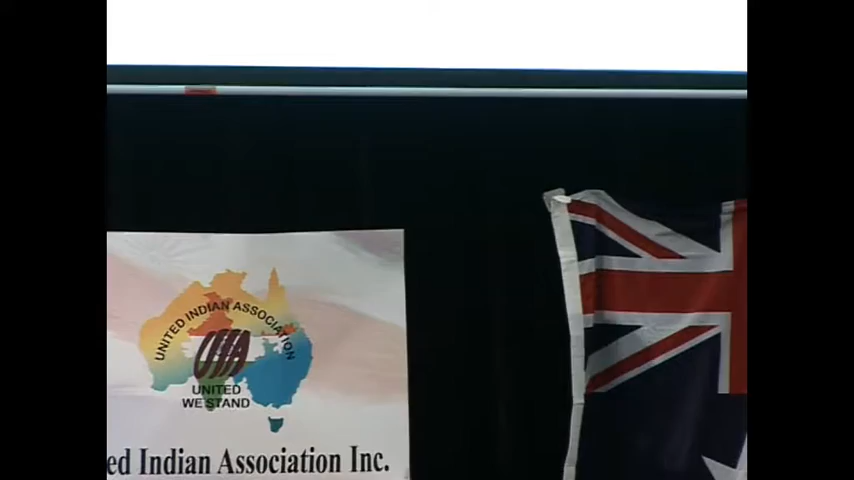 UNITED INDIAN ASSOCIATION
UIA
UNITED
WE STAND
ed Indian Association Inc.